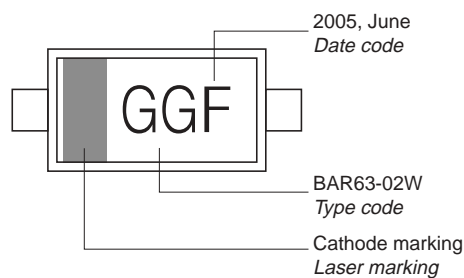 2005, June
Date code
GGF
BAR63-02W
Type code
Cathode marking
Laser marking